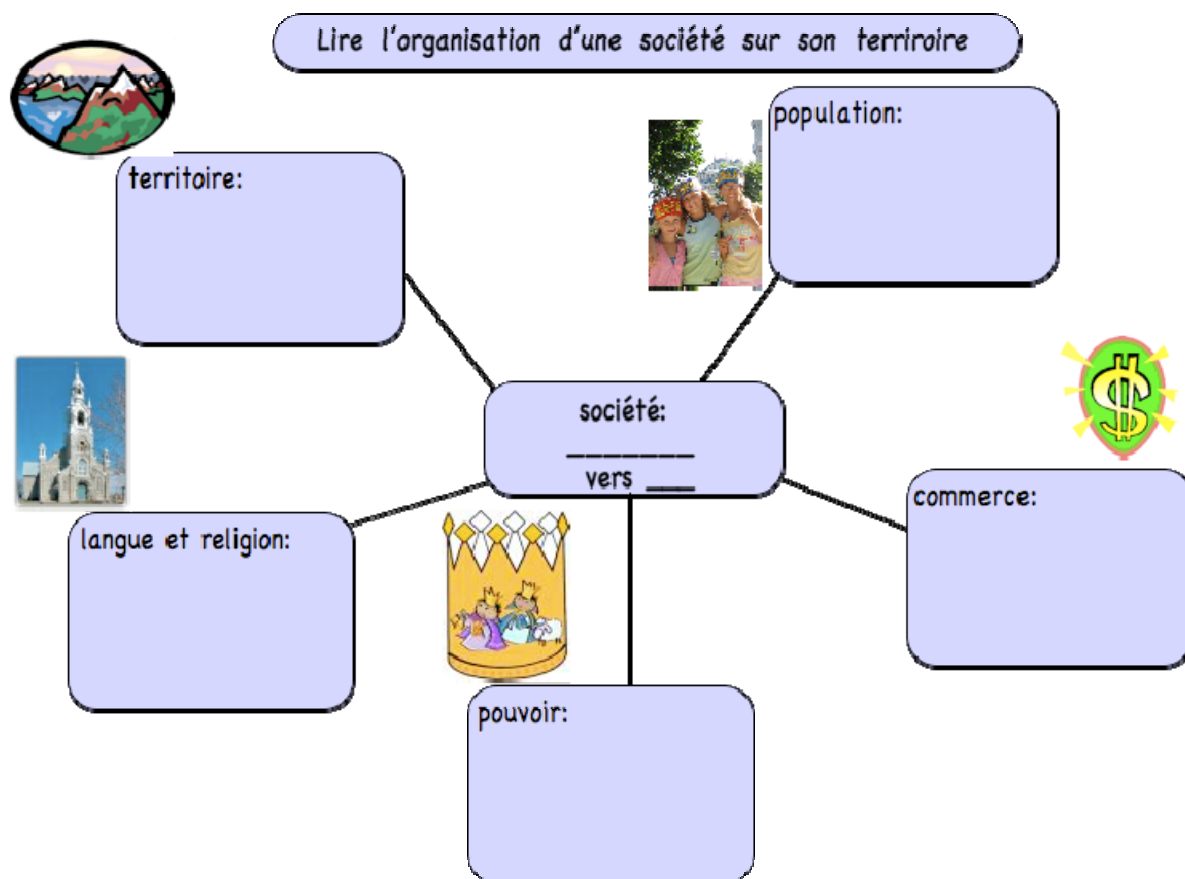 Lire l'organisation d'une société sur son terriroire
population:
territoire:
société:
_______
vers ___
commerce:
langue et religion:
pouvoir: